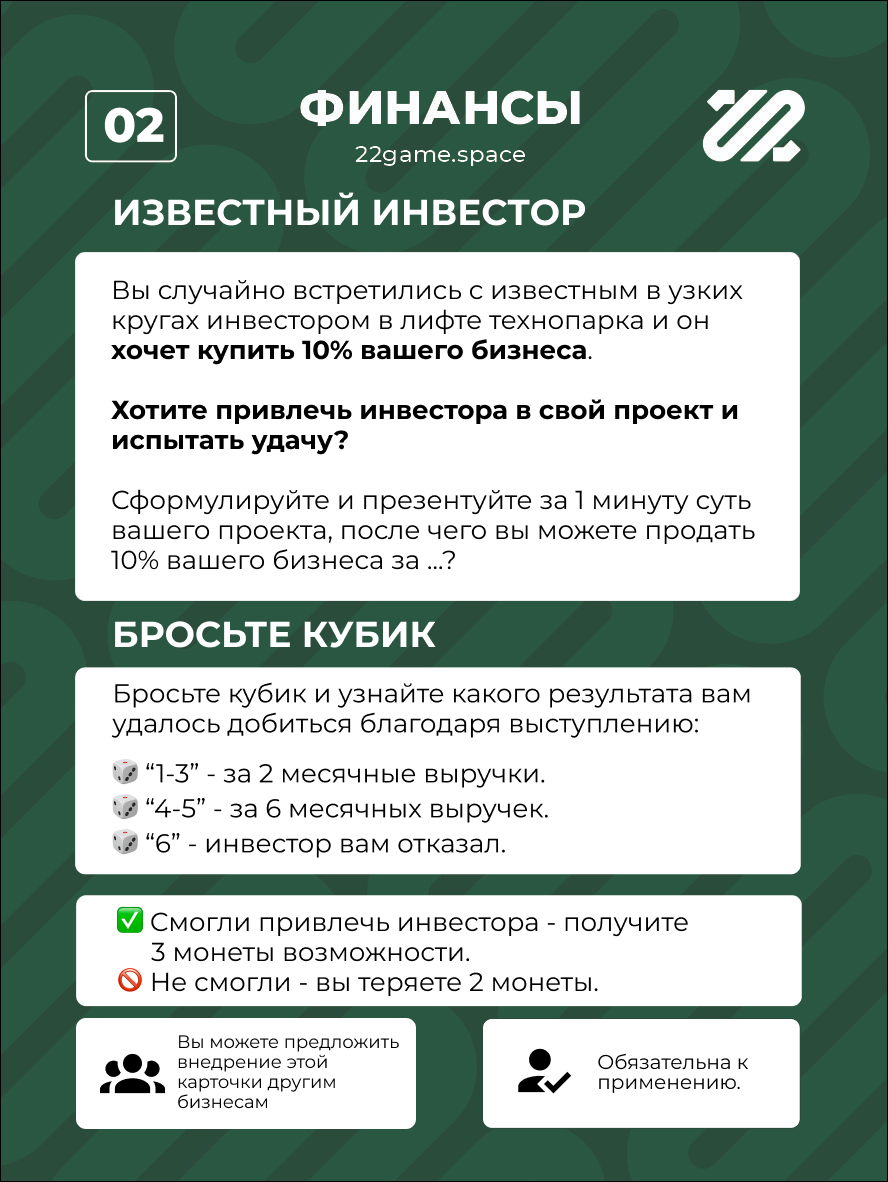 02
ФИНАНСЫ
22game.space
ИЗВЕСТНЫЙ ИНВЕСТОР
Вы случайно встретились с известным в узких
кругах инвестором в лифте технопарка и он
хочет купить 10% вашего бизнеса.
Хотите привлечь инвестора в свой проект и
испытать удачу?
Сформулируйте и презентуйте за 1 минуту суть
вашего проекта, после чего вы можете продать
10% вашего бизнеса за ...?
БРОСЬТЕ КУБИК
Бросьте кубик и узнайте какого результата вам
удалось добиться благодаря выступлению:
🎲 “1-3” - за 2 месячные выручки.
🎲 “4-5” - за 6 месячных выручек.
🎲 “6” - инвестор вам отказал.
✅ Смогли привлечь инвестора - получите
3 монеты возможности.
🚫 Не смогли - вы теряете 2 монеты.
Вы можете предложить
внедрение этой
карточки другим
бизнесам
Обязательна к
применению.